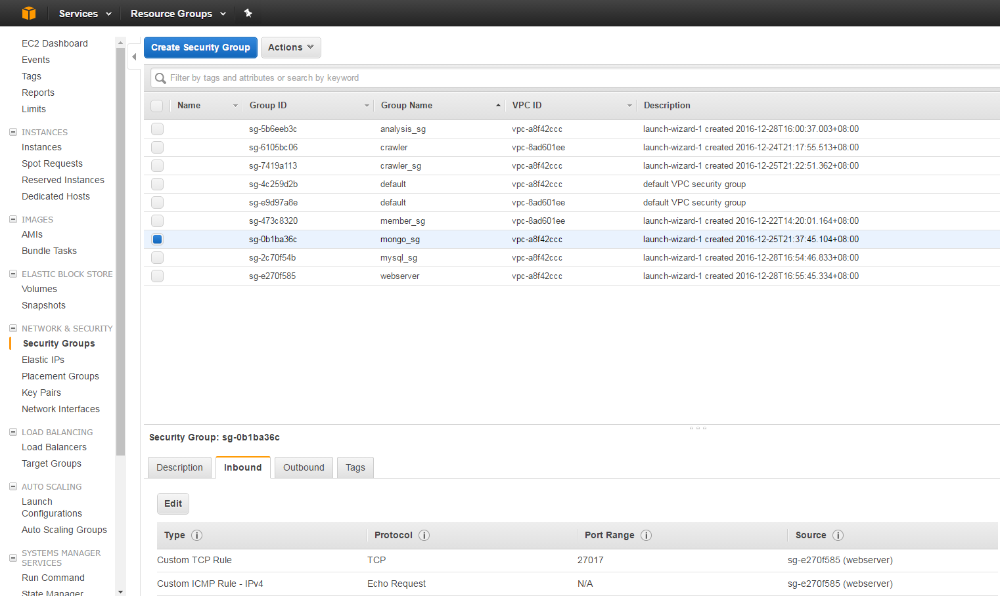 Services Resource Groups
EC2 Dashboard
Events
Tags
Reports
Limits
INSTANCES
Instances
Spot Requests
Reserved Instances
Dedicated Hosts
IMAGES
AMIs
Bundle Tasks
ELASTIC BLOCK STORE
Volumes
Snapshots
NETWORK & SECURITY
Security Groups
Elastic IPs
Placement Groups
Key Pairs
Network Interfaces
LOAD BALANCING
Load Balancers
Target Groups
AUTO SCALING
Launch
Configurations
Auto Scaling Groups
SYSTEMS MANAGER
SERVICES
Run Command
State Manager
Create Security Group Actions
Filter by tags and attributes or search by keyword
Name Group ID Group Name VPC ID Description
sg-5b6eeb3c analysis_sg vpc-a8f42ccc launch-wizard-1 created 2016-12-28T16:00:37.003+08:00
sg-6105bc06 crawler vpc-8ad601ee launch-wizard-1 created 2016-12-24T21:17:55.513+08:00
sg-7419a113 crawler_sg vpc-a8f42ccc launch-wizard-1 created 2016-12-25T21:22:51.362+08:00
sg-4c259d2b default vpc-a8f42ccc default VPC security group
sg-e9d97a8e default vpc-8ad601ee default VPC security group
sg-473c8320 member_sg vpc-8ad601ee launch-wizard-1 created 2016-12-22T14:20:01.164+08:00
sg-0b1ba36c mongo_sg vpc-a8f42ccc launch-wizard-1 created 2016-12-25T21:37:45.104+08:00
sg-2c70f54b mysql_sg vpc-a8f42ccc launch-wizard-1 created 2016-12-28T16:54:46.833+08:00
sg-e270f585 webserver vpc-a8f42ccc launch-wizard-1 created 2016-12-28T16:55:45.334+08:00
Security Group: sg-0b1ba36c
Description Inbound Outbound Tags
Edit
Type i Protocol i Port Range i Source i
Custom TCP Rule TCP 27017 sg-e270f585 (webserver)
Custom ICMP Rule - IPv4 Echo Request N/A sg-e270f585 (webserver)